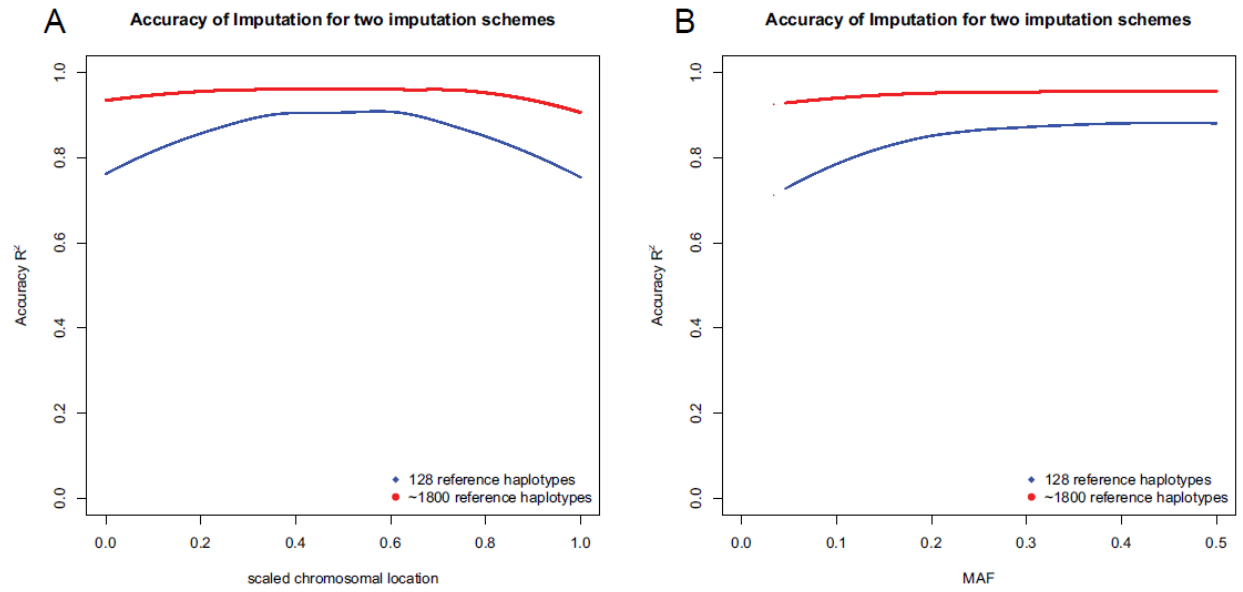 A
Accuracy of Imputation for two imputation schemes
Accuracy R²
1.0
0.8
0.6
0.4
0.2
0.0
128 reference haplotypes
~1800 reference haplotypes
0.0 0.2 0.4 0.6 0.8 1.0
scaled chromosomal location
B
Accuracy of Imputation for two imputation schemes
Accuracy R²
1.0
0.8
0.6
0.4
0.2
0.0
128 reference haplotypes
~1800 reference haplotypes
0.0 0.1 0.2 0.3 0.4 0.5
MAF